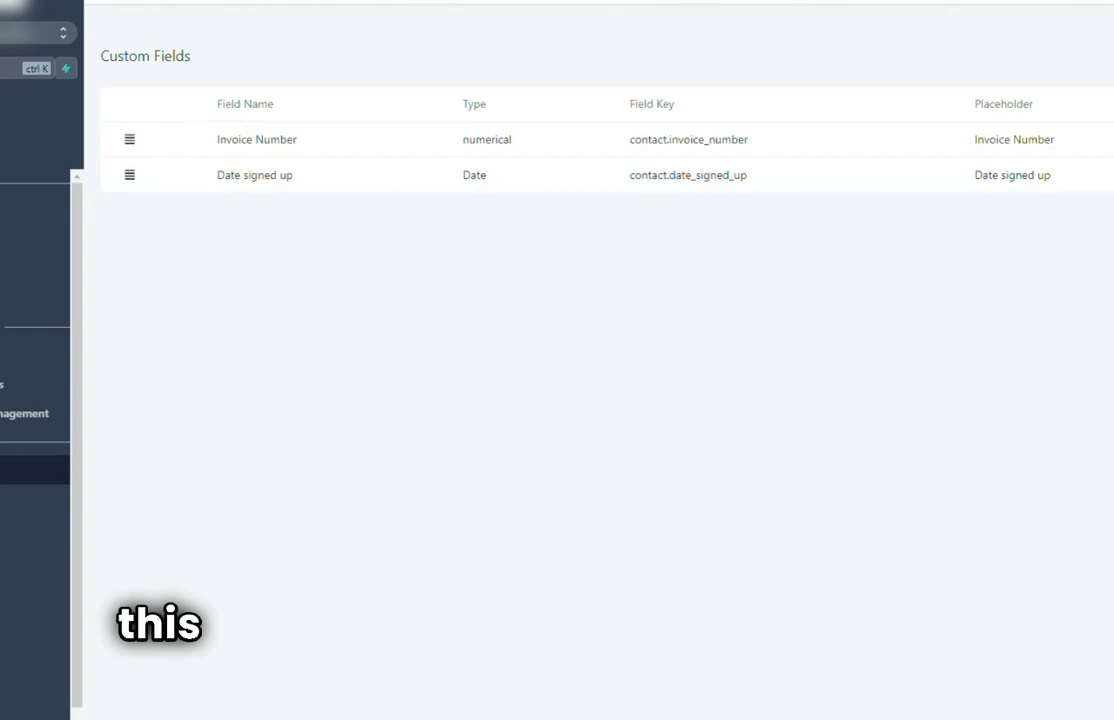 ctrl K
Custom Fields
Field Name Type Field Key Placeholder
Invoice Number numerical contact.invoice_number Invoice Number
Date signed up Date contact.date_signed_up Date signed up
s
nagement
this